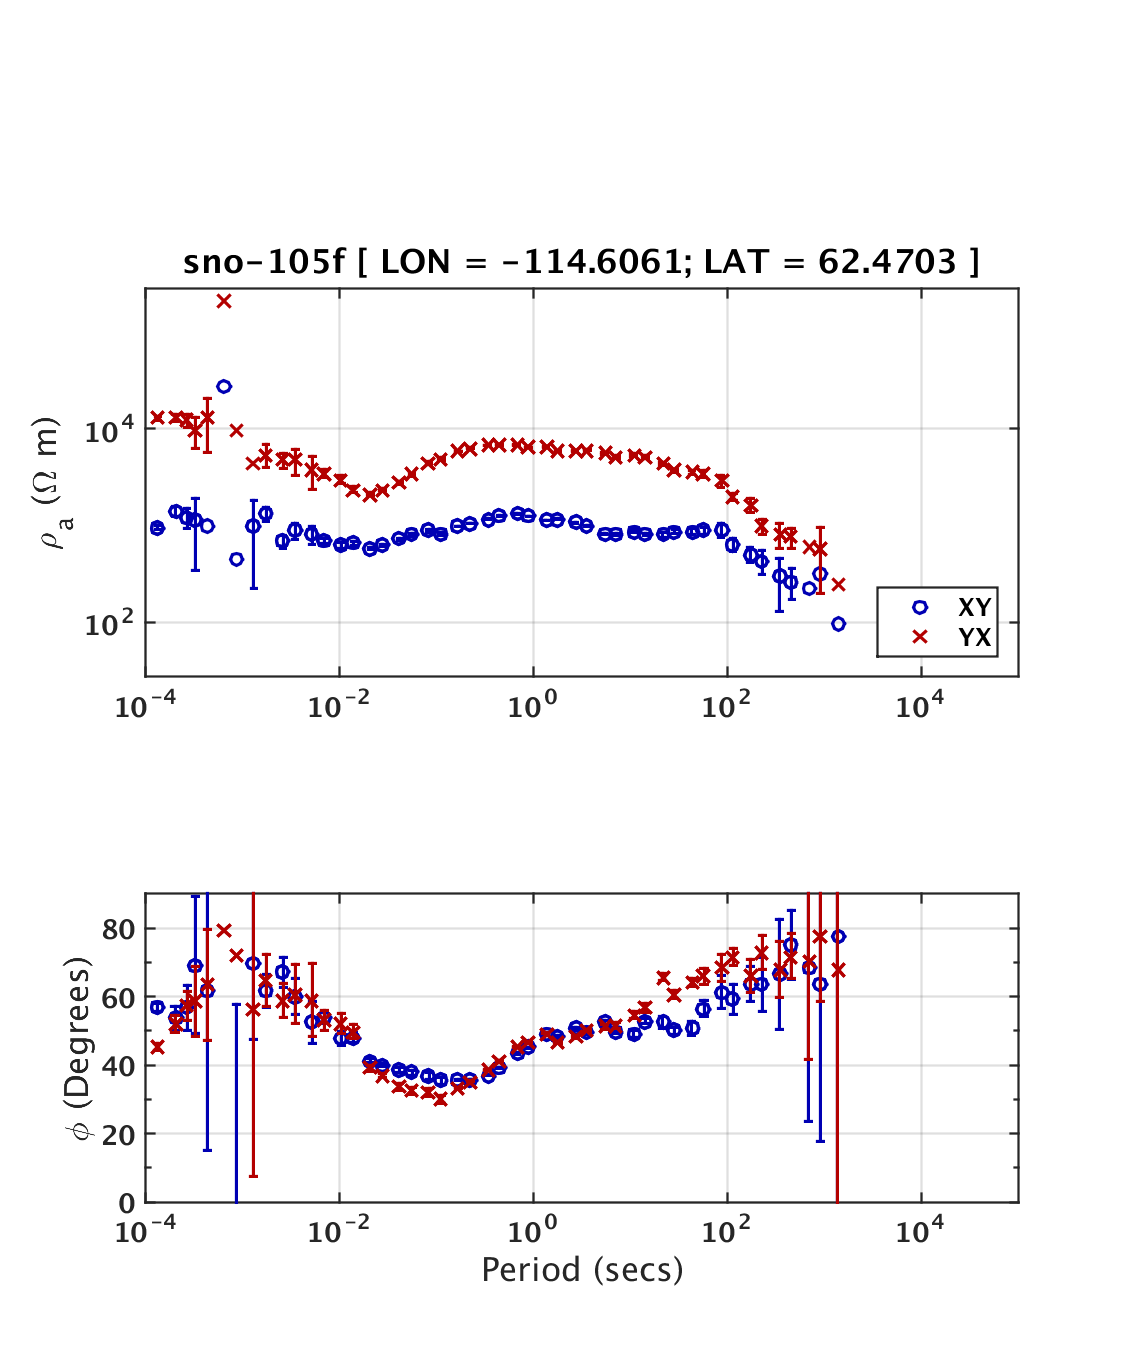 sno-105f [ LON = -114.6061; LAT = 62.4703 ]
ρa (Ω m)
10^4
10^2
XY
YX
10^-4 10^-2 10^0 10^2 10^4
ϕ (Degrees)
80
60
40
20
0
10^-4 10^-2 10^0 10^2 10^4
Period (secs)